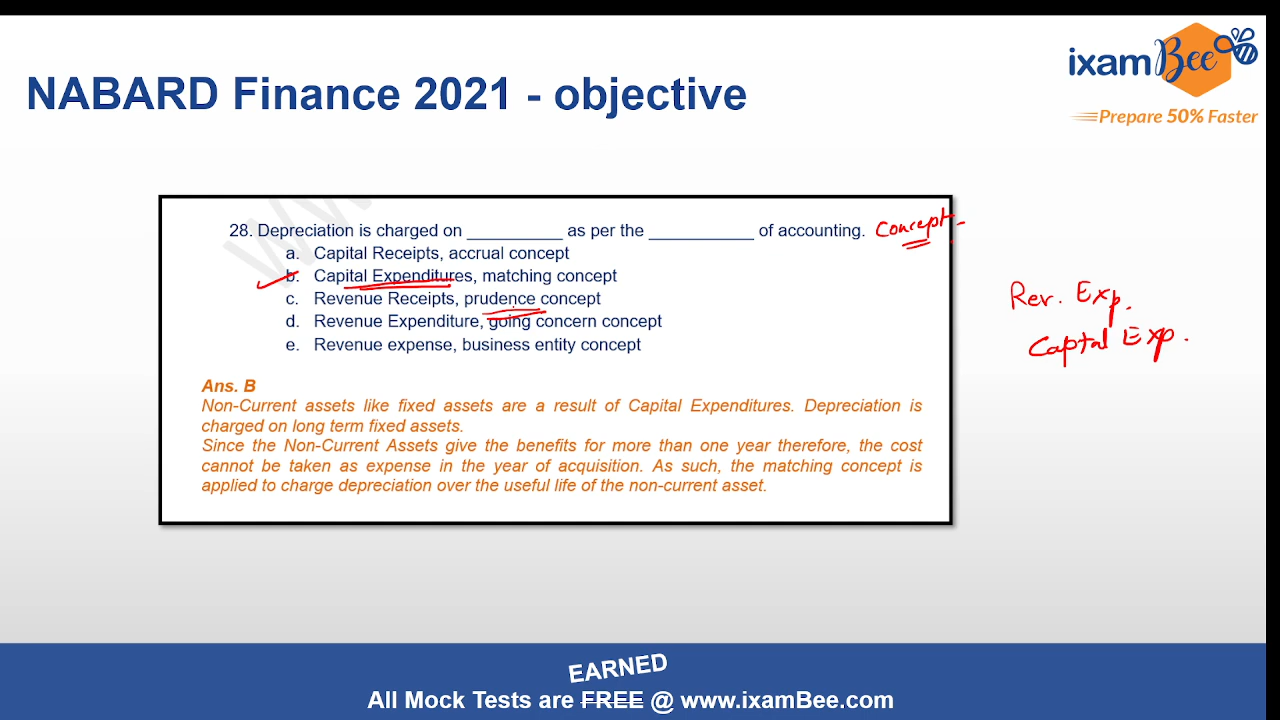 ixamBee
Prepare 50% Faster
NABARD Finance 2021 - objective
28. Depreciation is charged on __________ as per the ___________ of accounting. Concept
a. Capital Receipts, accrual concept
b. Capital Expenditures, matching concept
c. Revenue Receipts, prudence concept
d. Revenue Expenditure, going concern concept
e. Revenue expense, business entity concept
Rev. Exp.
Captal Exp.
Ans. B
Non-Current assets like fixed assets are a result of Capital Expenditures. Depreciation is
charged on long term fixed assets.
Since the Non-Current Assets give the benefits for more than one year therefore, the cost
cannot be taken as expense in the year of acquisition. As such, the matching concept is
applied to charge depreciation over the useful life of the non-current asset.
EARNED
All Mock Tests are FREE @ www.ixamBee.com